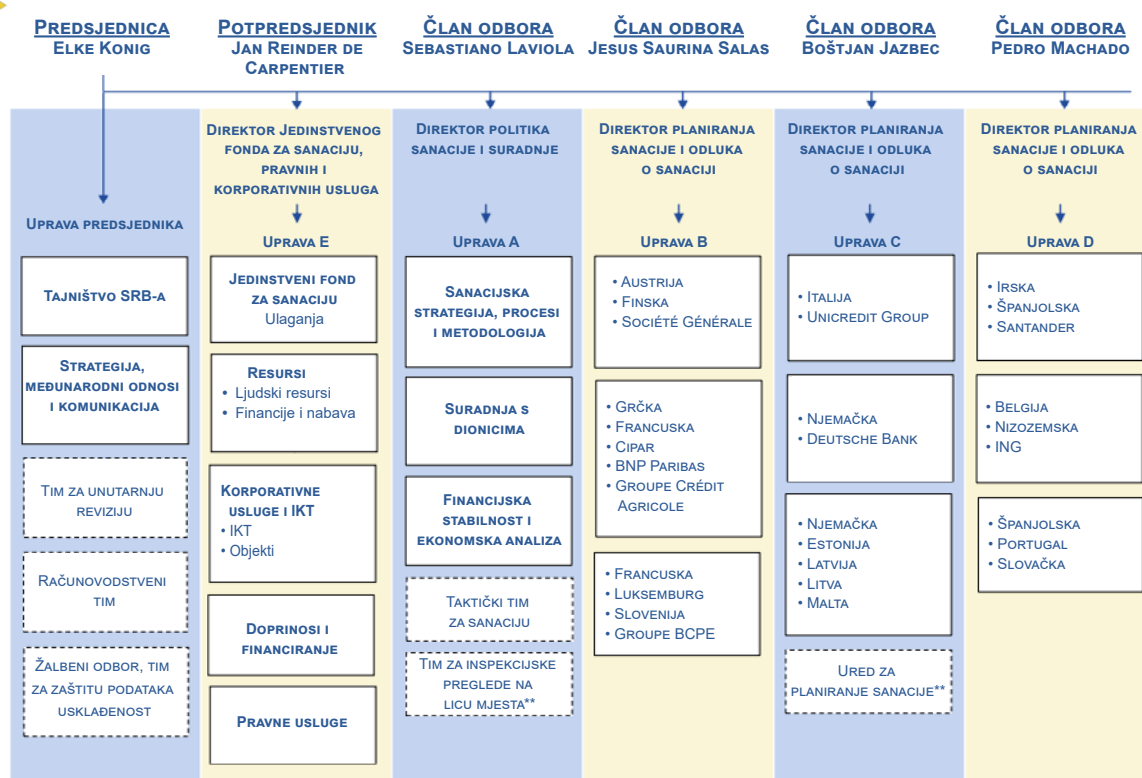 PREDSJEDNICA
ELKE KONIG
UPRAVA PREDSJEDNIKA
TAJNIŠTVO SRB-A
STRATEGIJA,
MEĐUNARODNI ODNOSI
I KOMUNIKACIJA
TIM ZA UNUTARNJU
REVIZIJU
RAČUNOVODSTVENI
TIM
ŽALBENI ODBOR, TIM
ZA ZAŠTITU PODATAKA
USKLAĐENOST
POTPREDSJEDNIK
JAN REINDER DE
CARPENTIER
DIREKTOR JEDINSTVENOG
FONDA ZA SANACIJU,
PRAVNIH I
KORPORATIVNIH USLUGA
UPRAVA E
JEDINSTVENI FOND
ZA SANACIJU
Ulaganja
RESURSI
• Ljudski resursi
• Financije i nabava
KORPORATIVNE
USLUGE I IKT
• IKT
• Objekti
DOPRINOSI I
FINANCIRANJE
PRAVNE USLUGE
ČLAN ODBORA
SEBASTIANO LAVIOLA
DIREKTOR POLITIKA
SANACIJE I SURADNJE
UPRAVA A
SANACIJSKA
STRATEGIJA, PROCESI
I METODOLOGIJA
SURADNJA S
DIONICIMA
FINANCIJSKA
STABILNOST I
EKONOMSKA ANALIZA
TAKTIČKI TIM
ZA SANACIJU
TIM ZA INSPEKCIJSKE
PREGLEDE NA
LICU MJESTA**
ČLAN ODBORA
JESUS SAURINA SALAS
DIREKTOR PLANIRANJA
SANACIJE I ODLUKA
O SANACIJI
UPRAVA B
• AUSTRIJA
• FINSKA
• SOCIÉTÉ GÉNÉRALE
• GRČKA
• FRANCUSKA
• CIPAR
• BNP PARIBAS
• GROUPE CRÉDIT
AGRICOLE
• FRANCUSKA
• LUKSEMBURG
• SLOVENIJA
• GROUPE BCPE
ČLAN ODBORA
BOŠTJAN JAZBEC
DIREKTOR PLANIRANJA
SANACIJE I ODLUKA
O SANACIJI
UPRAVA C
• ITALIJA
• UNICREDIT GROUP
• NJEMAČKA
• DEUTSCHE BANK
• NJEMAČKA
• ESTONIJA
• LATVIJA
• LITVA
• MALTA
URED ZA
PLANIRANJE SANACIJE**
ČLAN ODBORA
PEDRO MACHADO
DIREKTOR PLANIRANJA
SANACIJE I ODLUKA
O SANACIJI
UPRAVA D
• IRSKA
• ŠPANJOLSKA
• SANTANDER
• BELGIJA
• NIZOZEMSKA
• ING
• ŠPANJOLSKA
• PORTUGAL
• SLOVAČKA